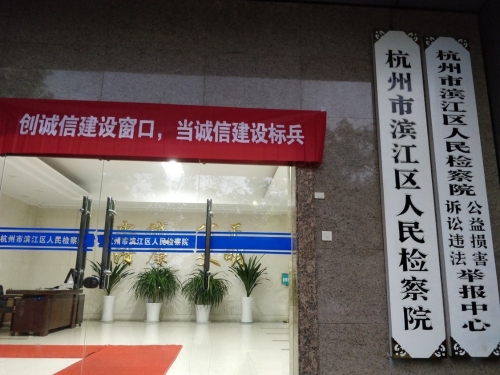 创诚信建设窗口，当诚信建设标兵
杭州市滨江区人民检察院
杭州市滨江区人民检察院
公益损害
诉讼违法
举报中心
杭州市滨江区人民检察
杭州市滨江区人民检察院